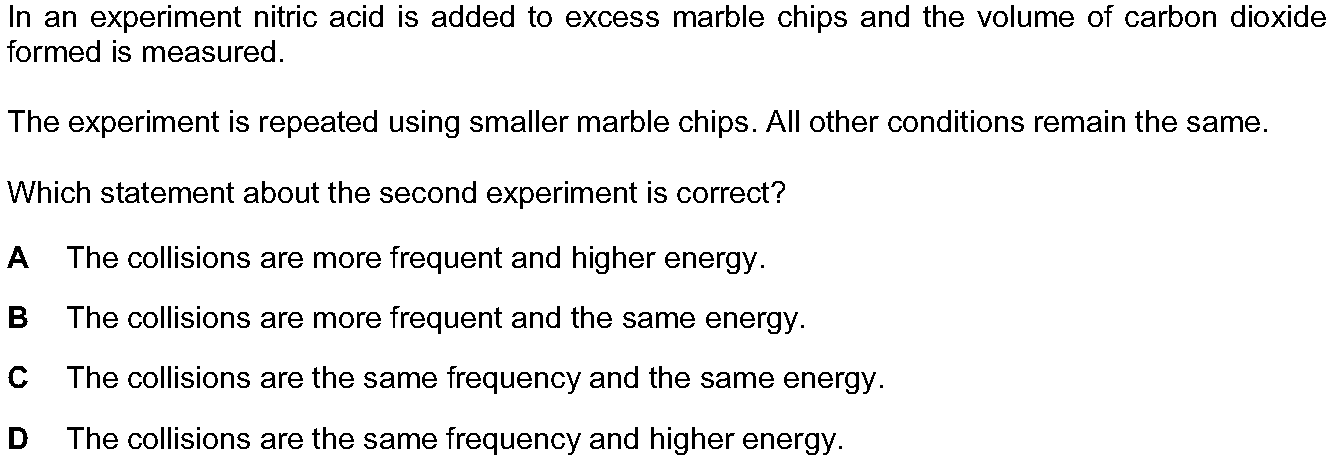 In an experiment nitric acid is added to excess marble chips and the volume of carbon dioxide
formed is measured.
The experiment is repeated using smaller marble chips. All other conditions remain the same.
Which statement about the second experiment is correct?
A The collisions are more frequent and higher energy.
B The collisions are more frequent and the same energy.
C The collisions are the same frequency and the same energy.
D The collisions are the same frequency and higher energy.